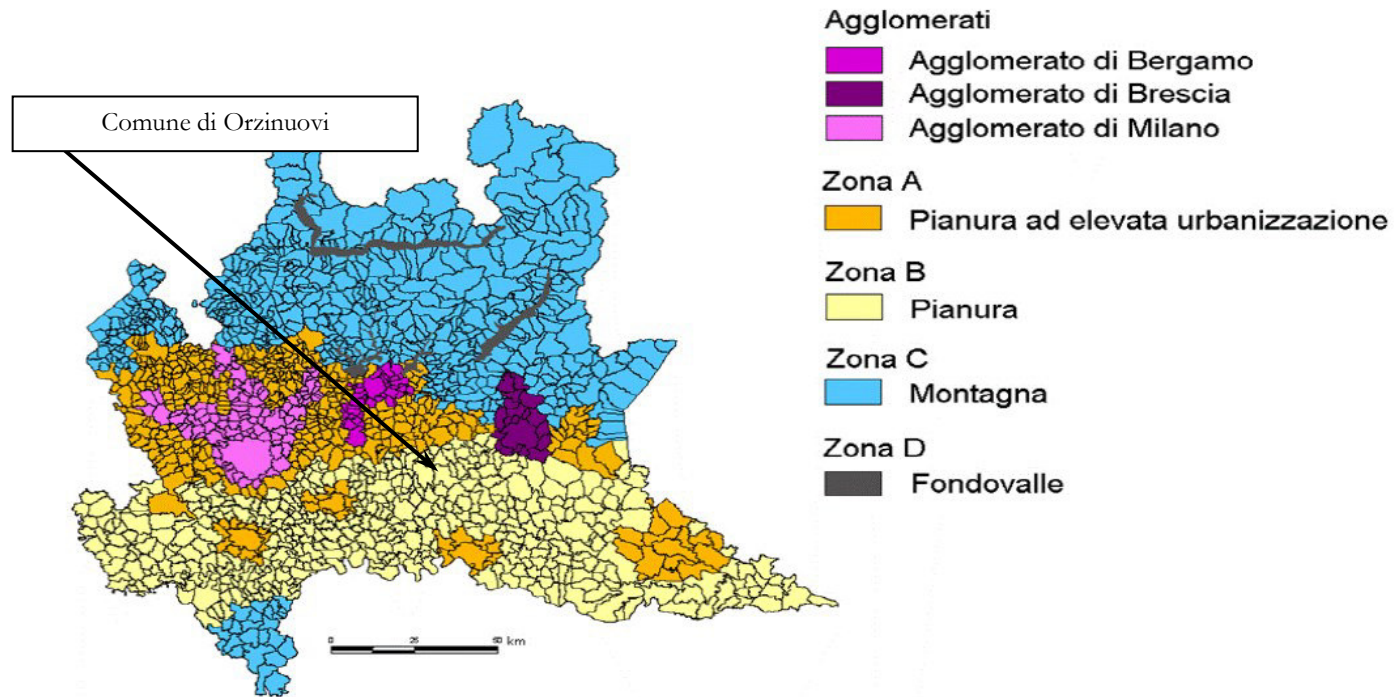 Comune di Orzinuovi
Agglomerati
Agglomerato di Bergamo
Agglomerato di Brescia
Agglomerato di Milano
Zona A
Pianura ad elevata urbanizzazione
Zona B
Pianura
Zona C
Montagna
Zona D
Fondovalle
0 25 50 km